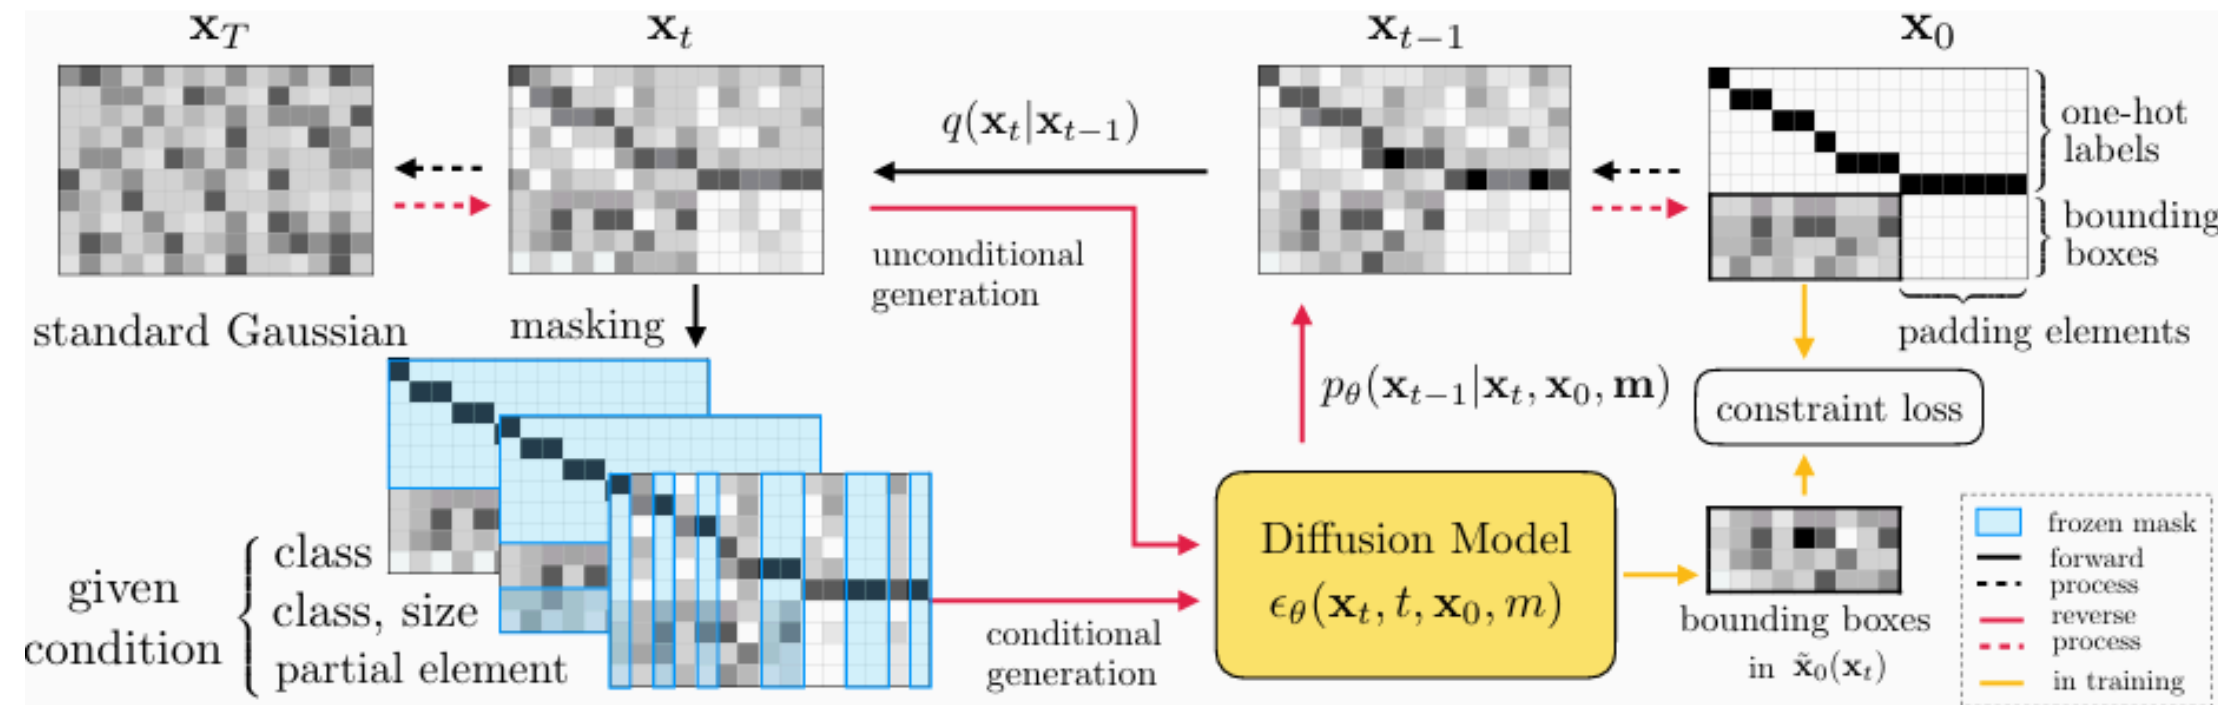 x_T
x_t
x_{t−1}
x_0
q(x_t|x_{t−1})
one-hot
labels
bounding
boxes
unconditional
generation
standard Gaussian
masking
padding elements
p_θ(x_{t−1}|x_t, x_0, m)
constraint loss
given
condition
class
class, size
partial element
conditional
generation
Diffusion Model
ϵ_θ(x_t, t, x_0, m)
bounding boxes
in x̃_0(x_t)
frozen mask
forward
process
reverse
process
in training